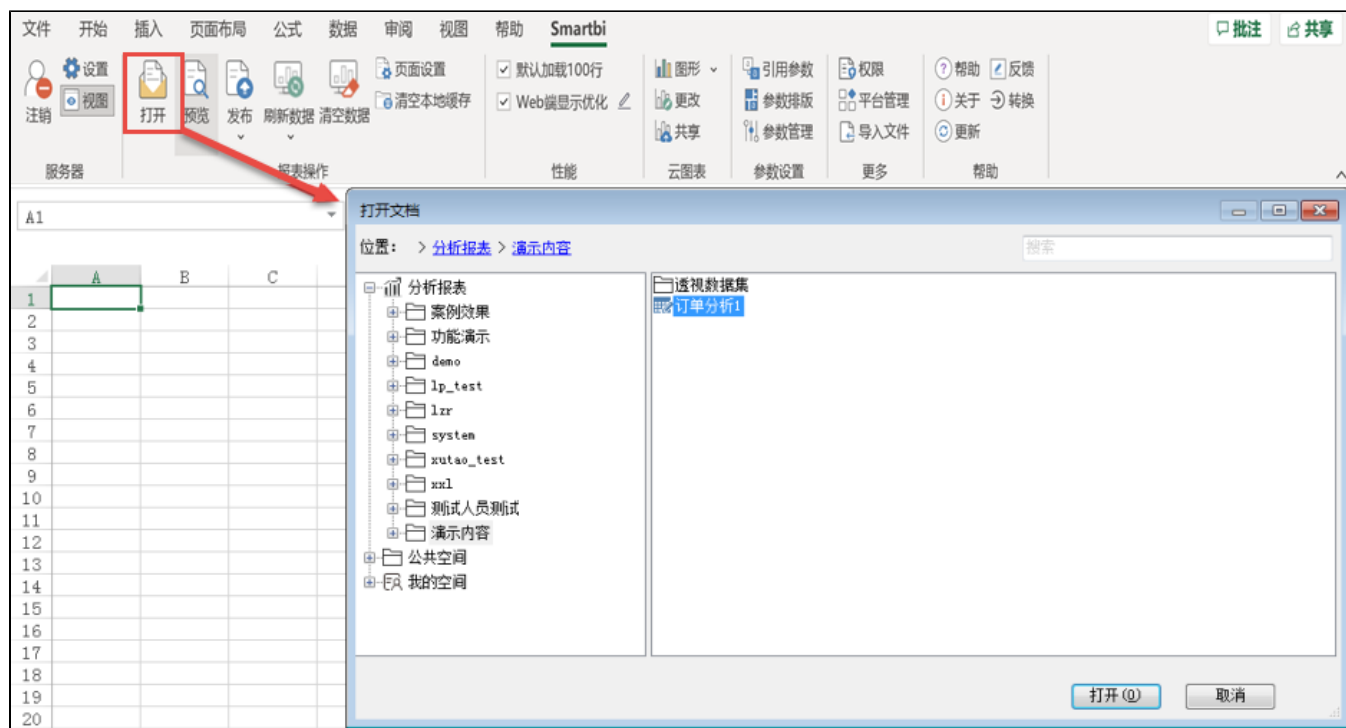 文件 开始 插入 页面布局 公式 数据 审阅 视图 帮助 Smartbi 批注 共享
设置 页面设置 默认加载100行 图形 引用参数 权限 帮助 反馈
视图 清空本地缓存 Web端显示优化 更改 参数排版 平台管理 关于 转换
注销 打开 预览 发布 刷新数据 清空数据 共享 参数管理 导入文件 更新
服务器 报表操作 性能 云图表 参数设置 更多 帮助
A1
打开文档
位置： > 分析报表 > 演示内容 搜索
A B C
分析报表 透视数据集
1 案例效果 订单分析1
2 功能演示
3 demo
4 lp_test
5 lzr
6 system
7 xutao_test
8 xxl
9 测试人员测试
10 演示内容
11 公共空间
12 我的空间
13
14
15
16
17
18
19 打开(O) 取消
20